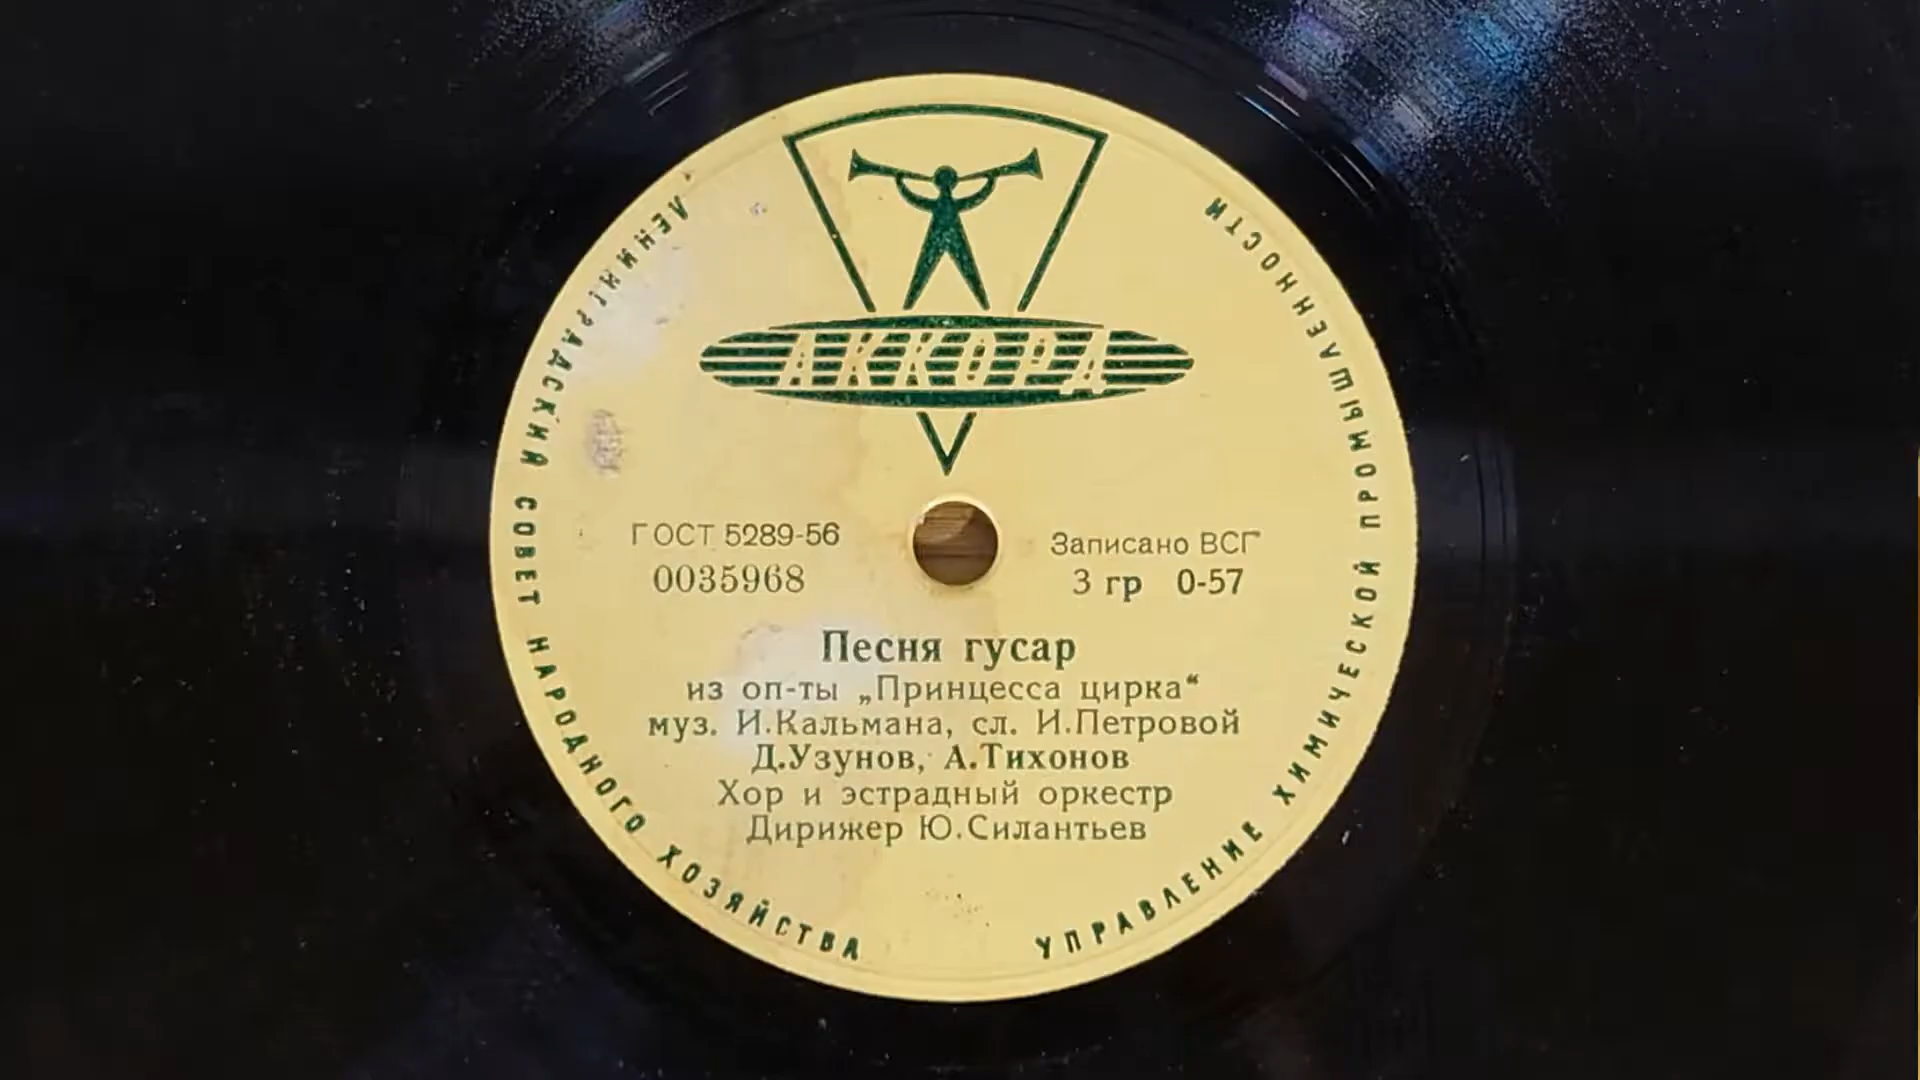 АККОРД
ЛЕНИНГРАДСКИЙ СОВЕТ НАРОДНОГО ХОЗЯЙСТВА
УПРАВЛЕНИЕ ХИМИЧЕСКОЙ ПРОМЫШЛЕННОСТИ
ГОСТ 5289-56
0035968
Записано ВСГ
3 гр 0-57
Песня гусар
из оп-ты „Принцесса цирка“
муз. И.Кальмана, сл. И.Петровой
Д.Узунов, А.Тихонов
Хор и эстрадный оркестр
Дирижер Ю.Силантьев